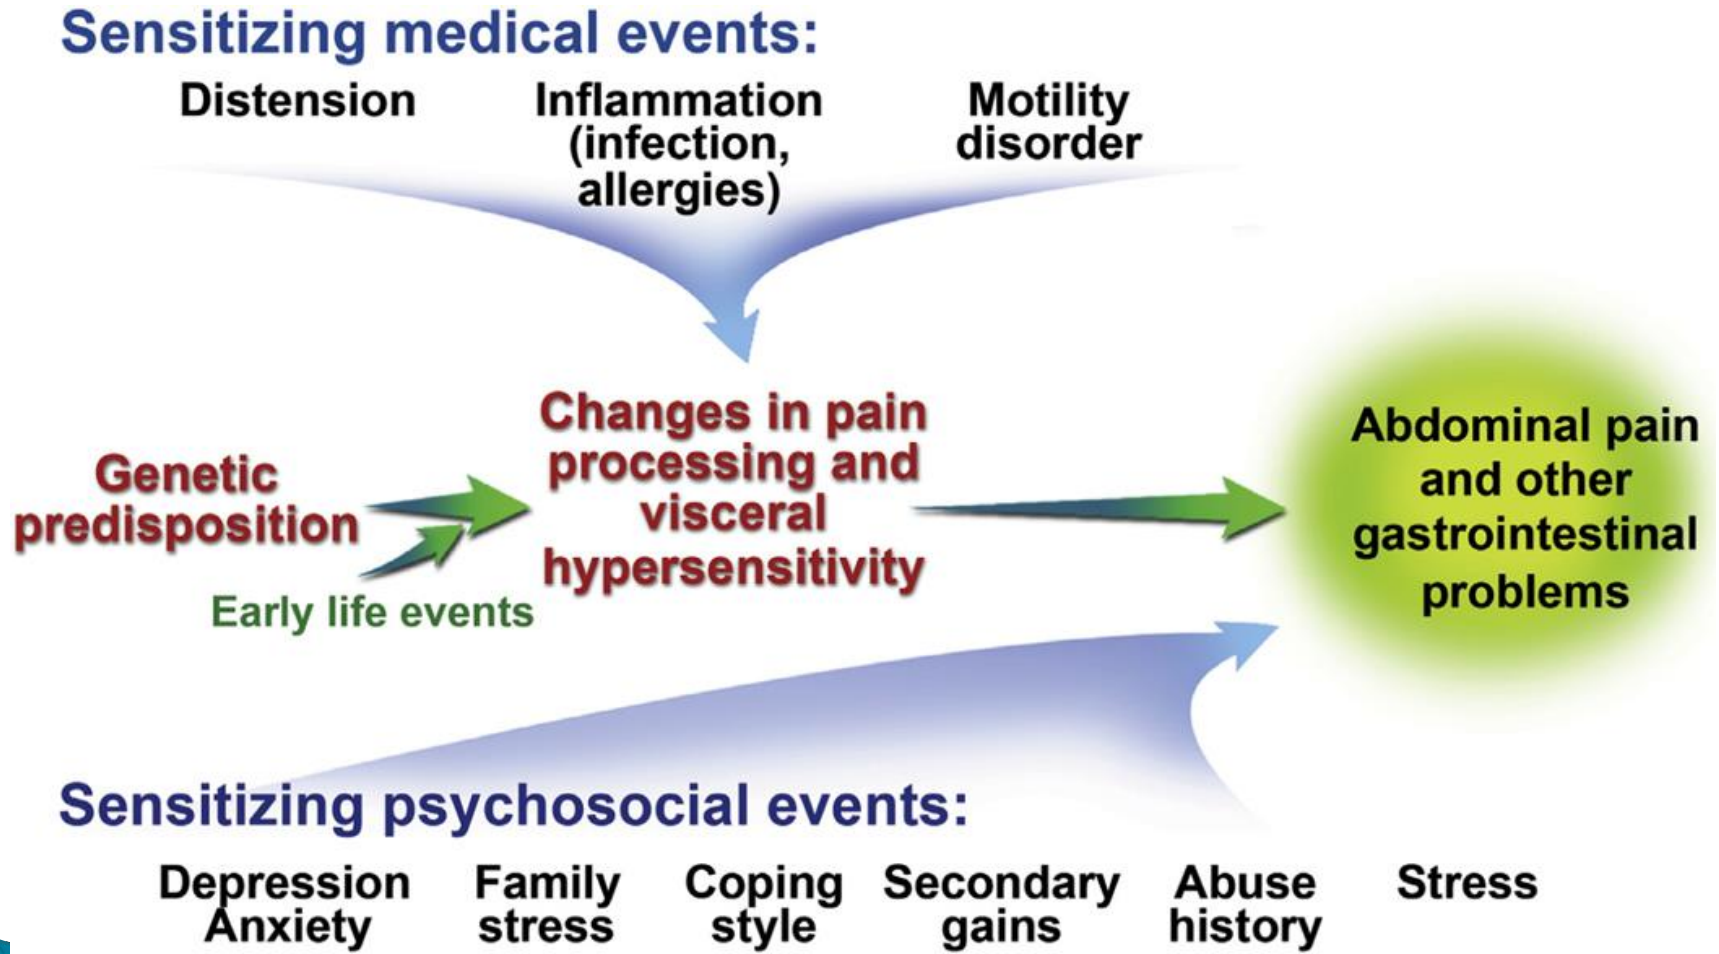 Sensitizing medical events:
Distension
Inflammation
(infection,
allergies)
Motility
disorder
Genetic
predisposition
Early life events
Changes in pain
processing and
visceral
hypersensitivity
Abdominal pain
and other
gastrointestinal
problems
Sensitizing psychosocial events:
Depression
Anxiety
Family
stress
Coping
style
Secondary
gains
Abuse
history
Stress